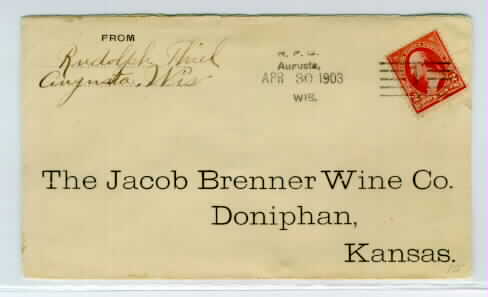 FROM
Rudolph Thiel
Augusta, Wis
R. F. D.
Augusta,
APR 30 1903
WIS.
The Jacob Brenner Wine Co.
Doniphan,
Kansas.